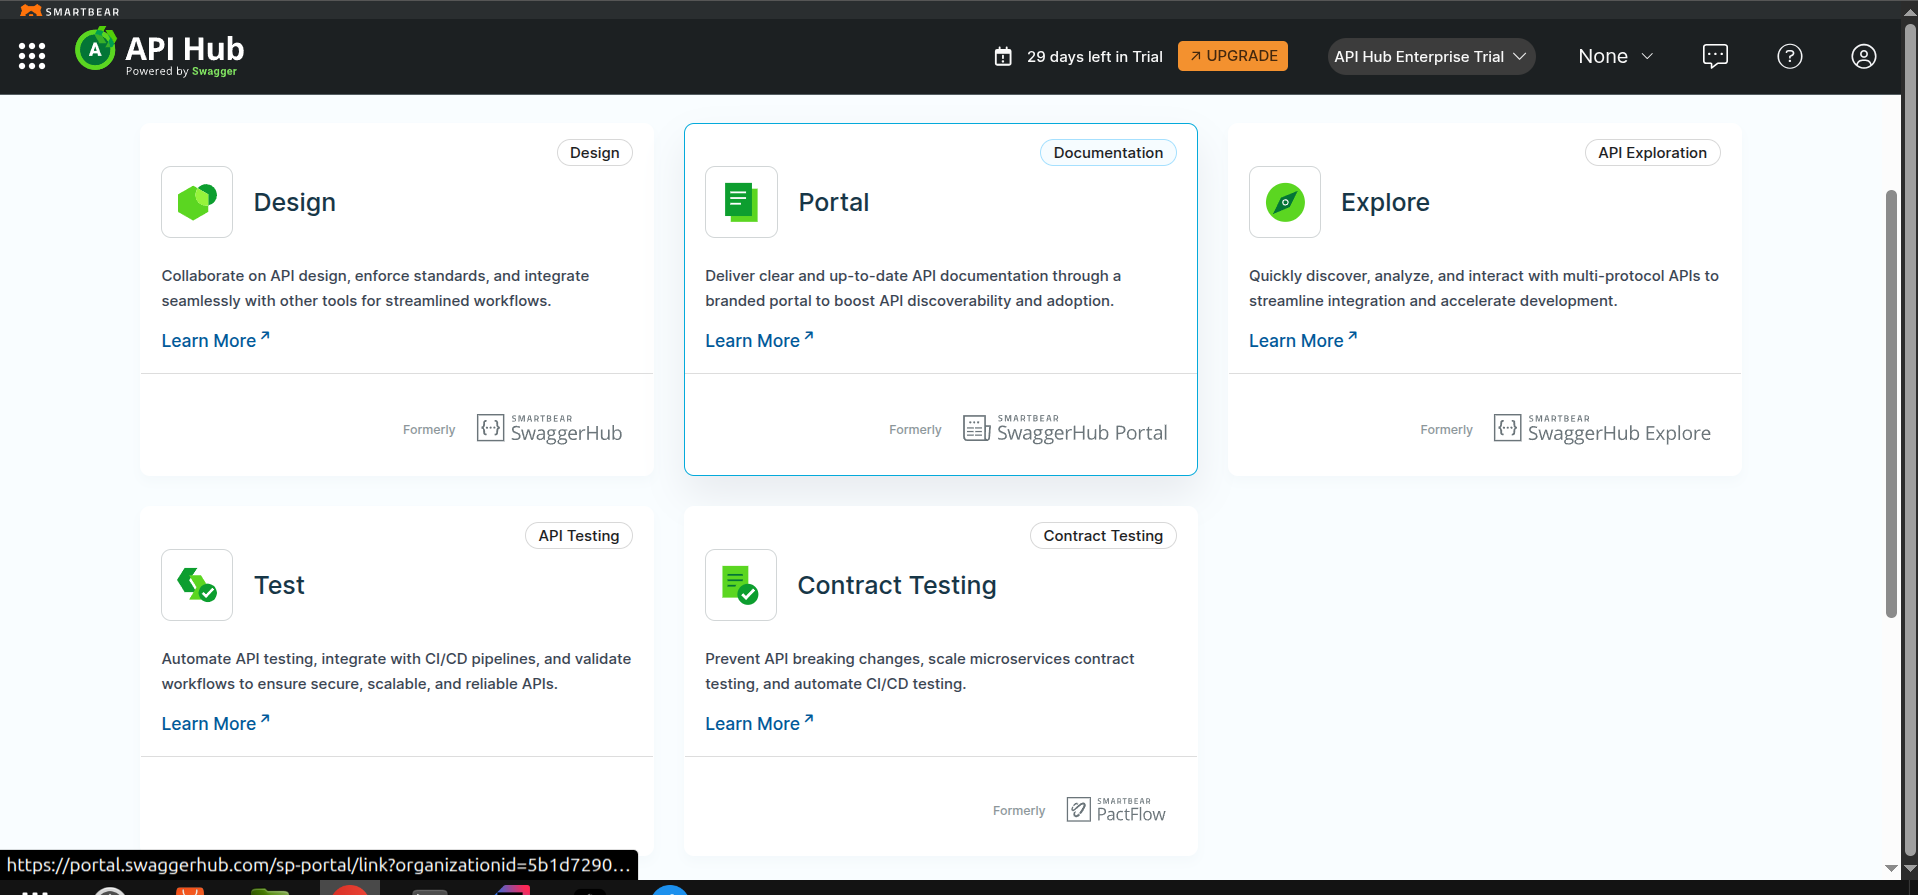 SMARTBEAR
API Hub
Powered by Swagger
29 days left in Trial
UPGRADE
API Hub Enterprise Trial
None
Design
Design
Collaborate on API design, enforce standards, and integrate
seamlessly with other tools for streamlined workflows.
Learn More
Formerly
SMARTBEAR
SwaggerHub
Documentation
Portal
Deliver clear and up-to-date API documentation through a
branded portal to boost API discoverability and adoption.
Learn More
Formerly
SMARTBEAR
SwaggerHub Portal
API Exploration
Explore
Quickly discover, analyze, and interact with multi-protocol APIs to
streamline integration and accelerate development.
Learn More
Formerly
SMARTBEAR
SwaggerHub Explore
API Testing
Test
Automate API testing, integrate with CI/CD pipelines, and validate
workflows to ensure secure, scalable, and reliable APIs.
Learn More
Contract Testing
Contract Testing
Prevent API breaking changes, scale microservices contract
testing, and automate CI/CD testing.
Learn More
Formerly
SMARTBEAR
PactFlow
https://portal.swaggerhub.com/sp-portal/link?organizationid=5b1d7290...